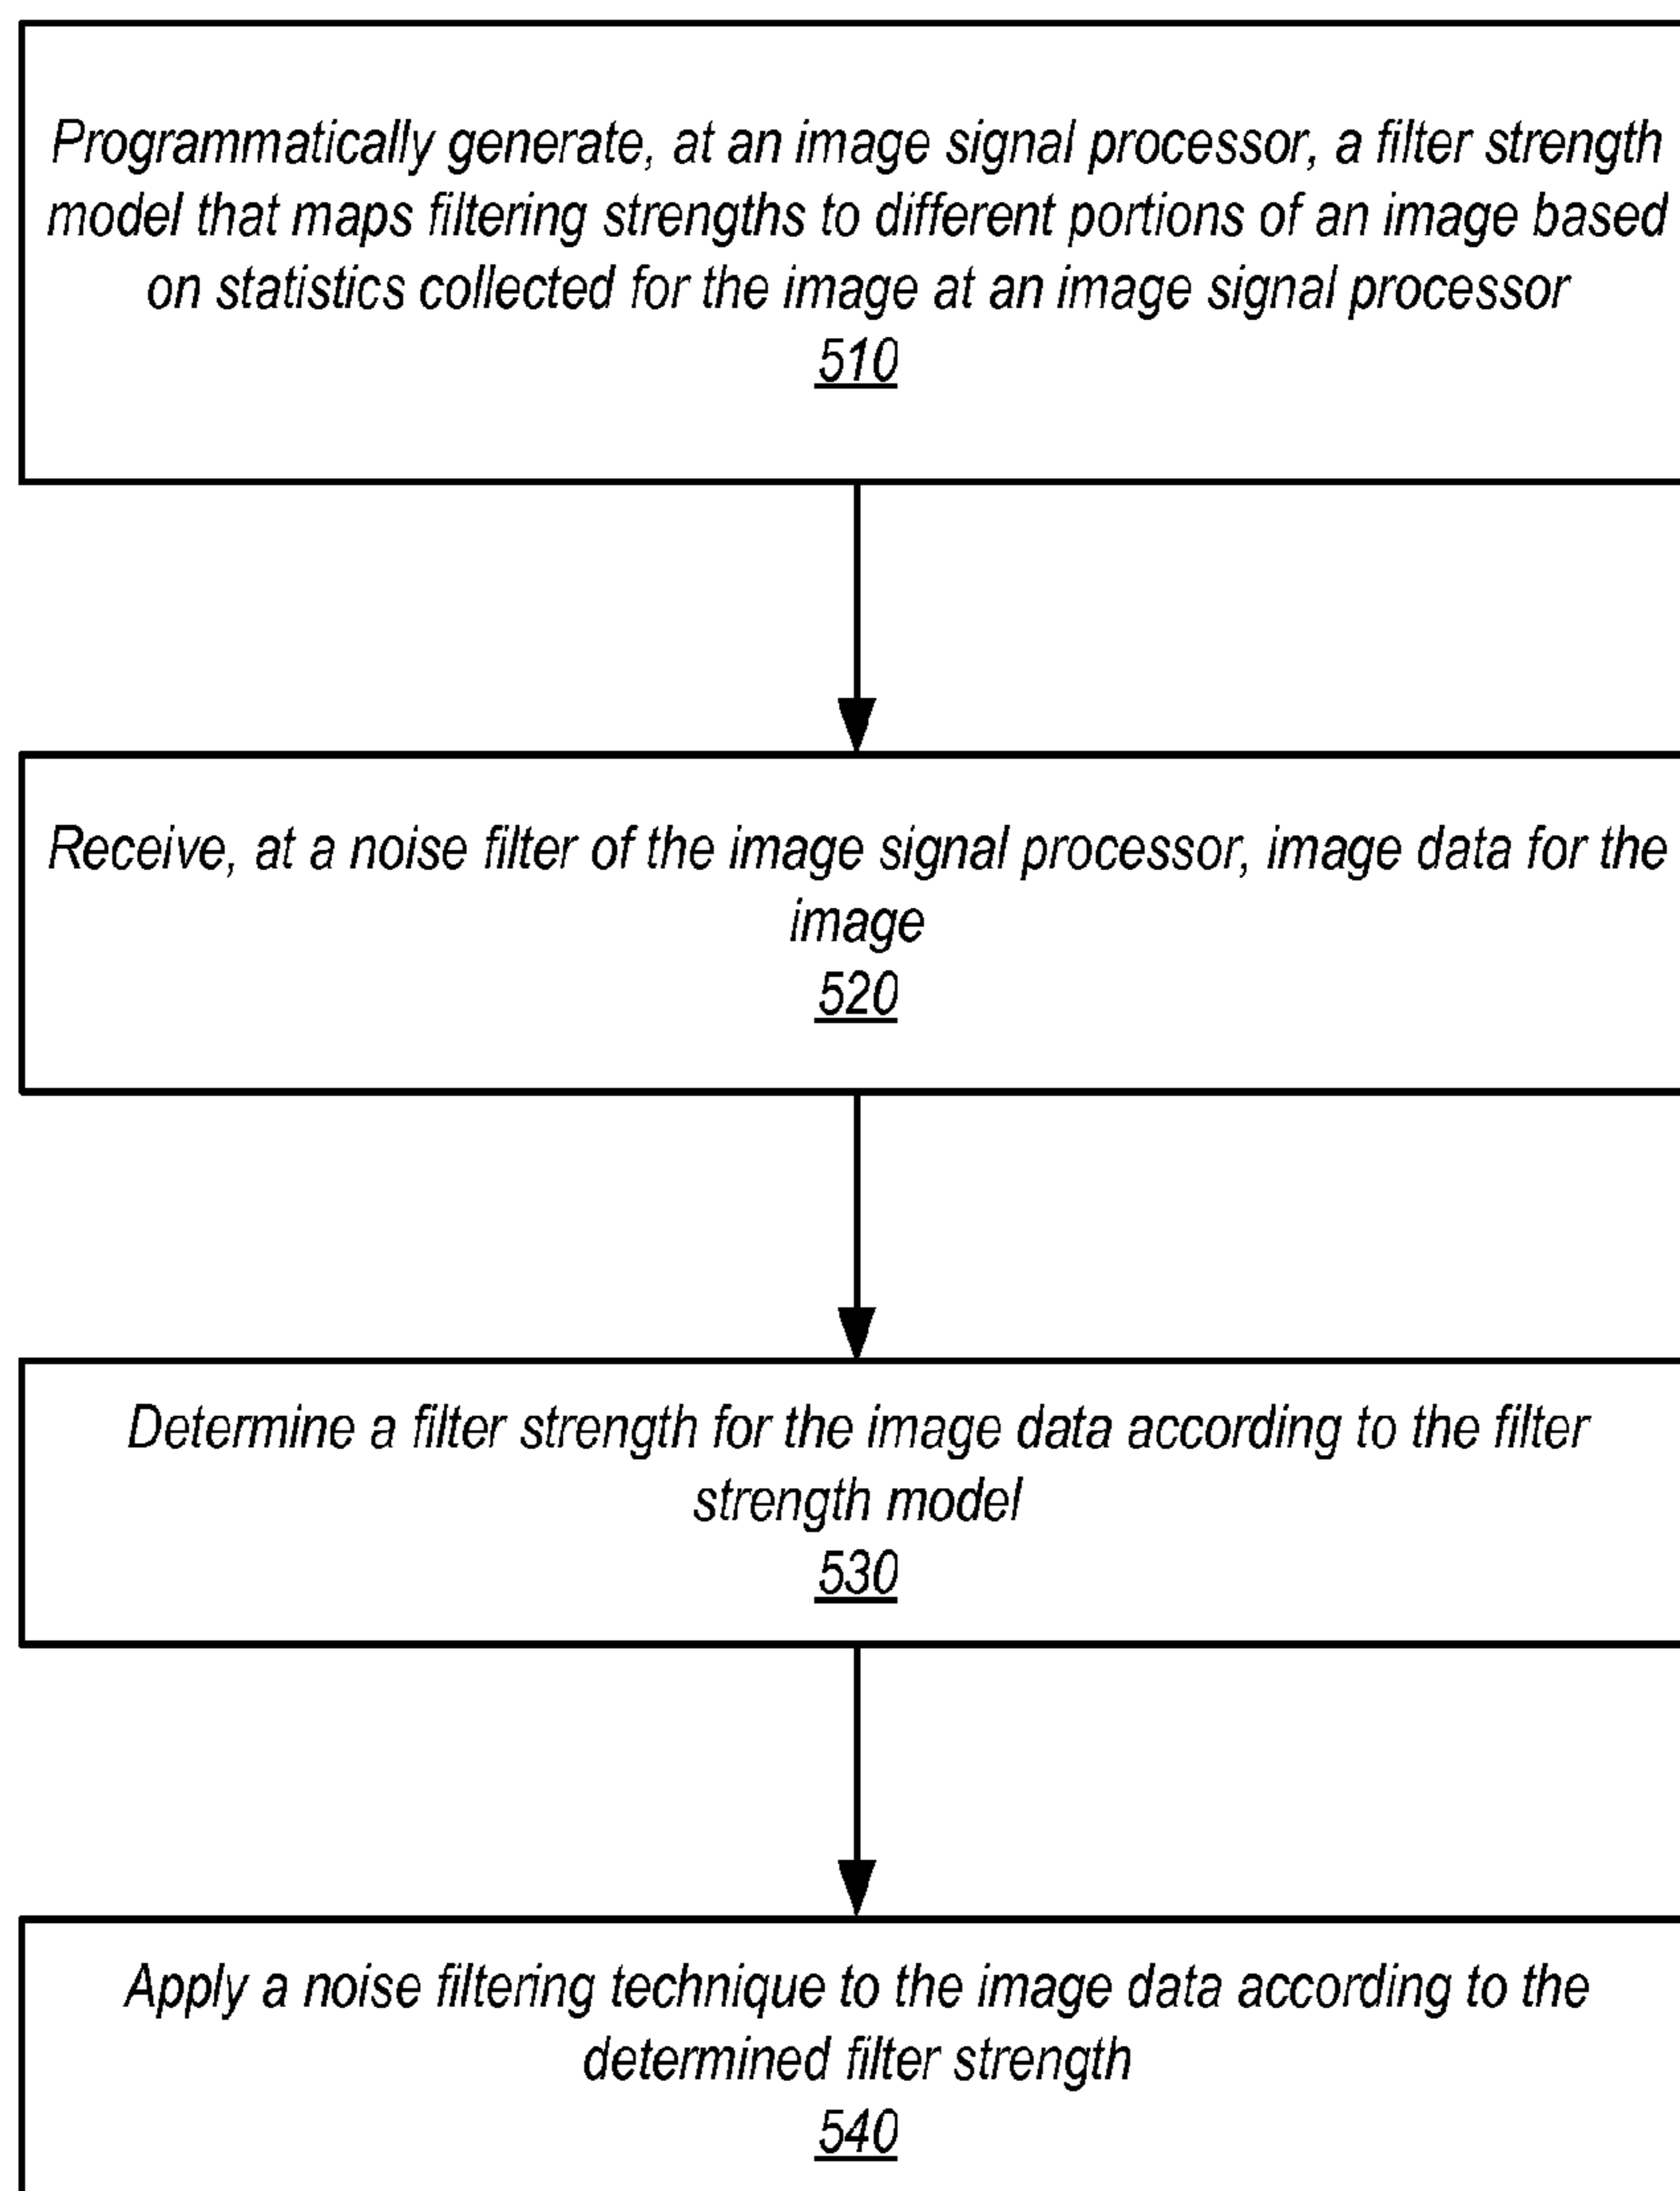 Programmatically generate, at an image signal processor, a filter strength
model that maps filtering strengths to different portions of an image based
on statistics collected for the image at an image signal processor
510
Receive, at a noise filter of the image signal processor, image data for the
image
520
Determine a filter strength for the image data according to the filter
strength model
530
Apply a noise filtering technique to the image data according to the
determined filter strength
540